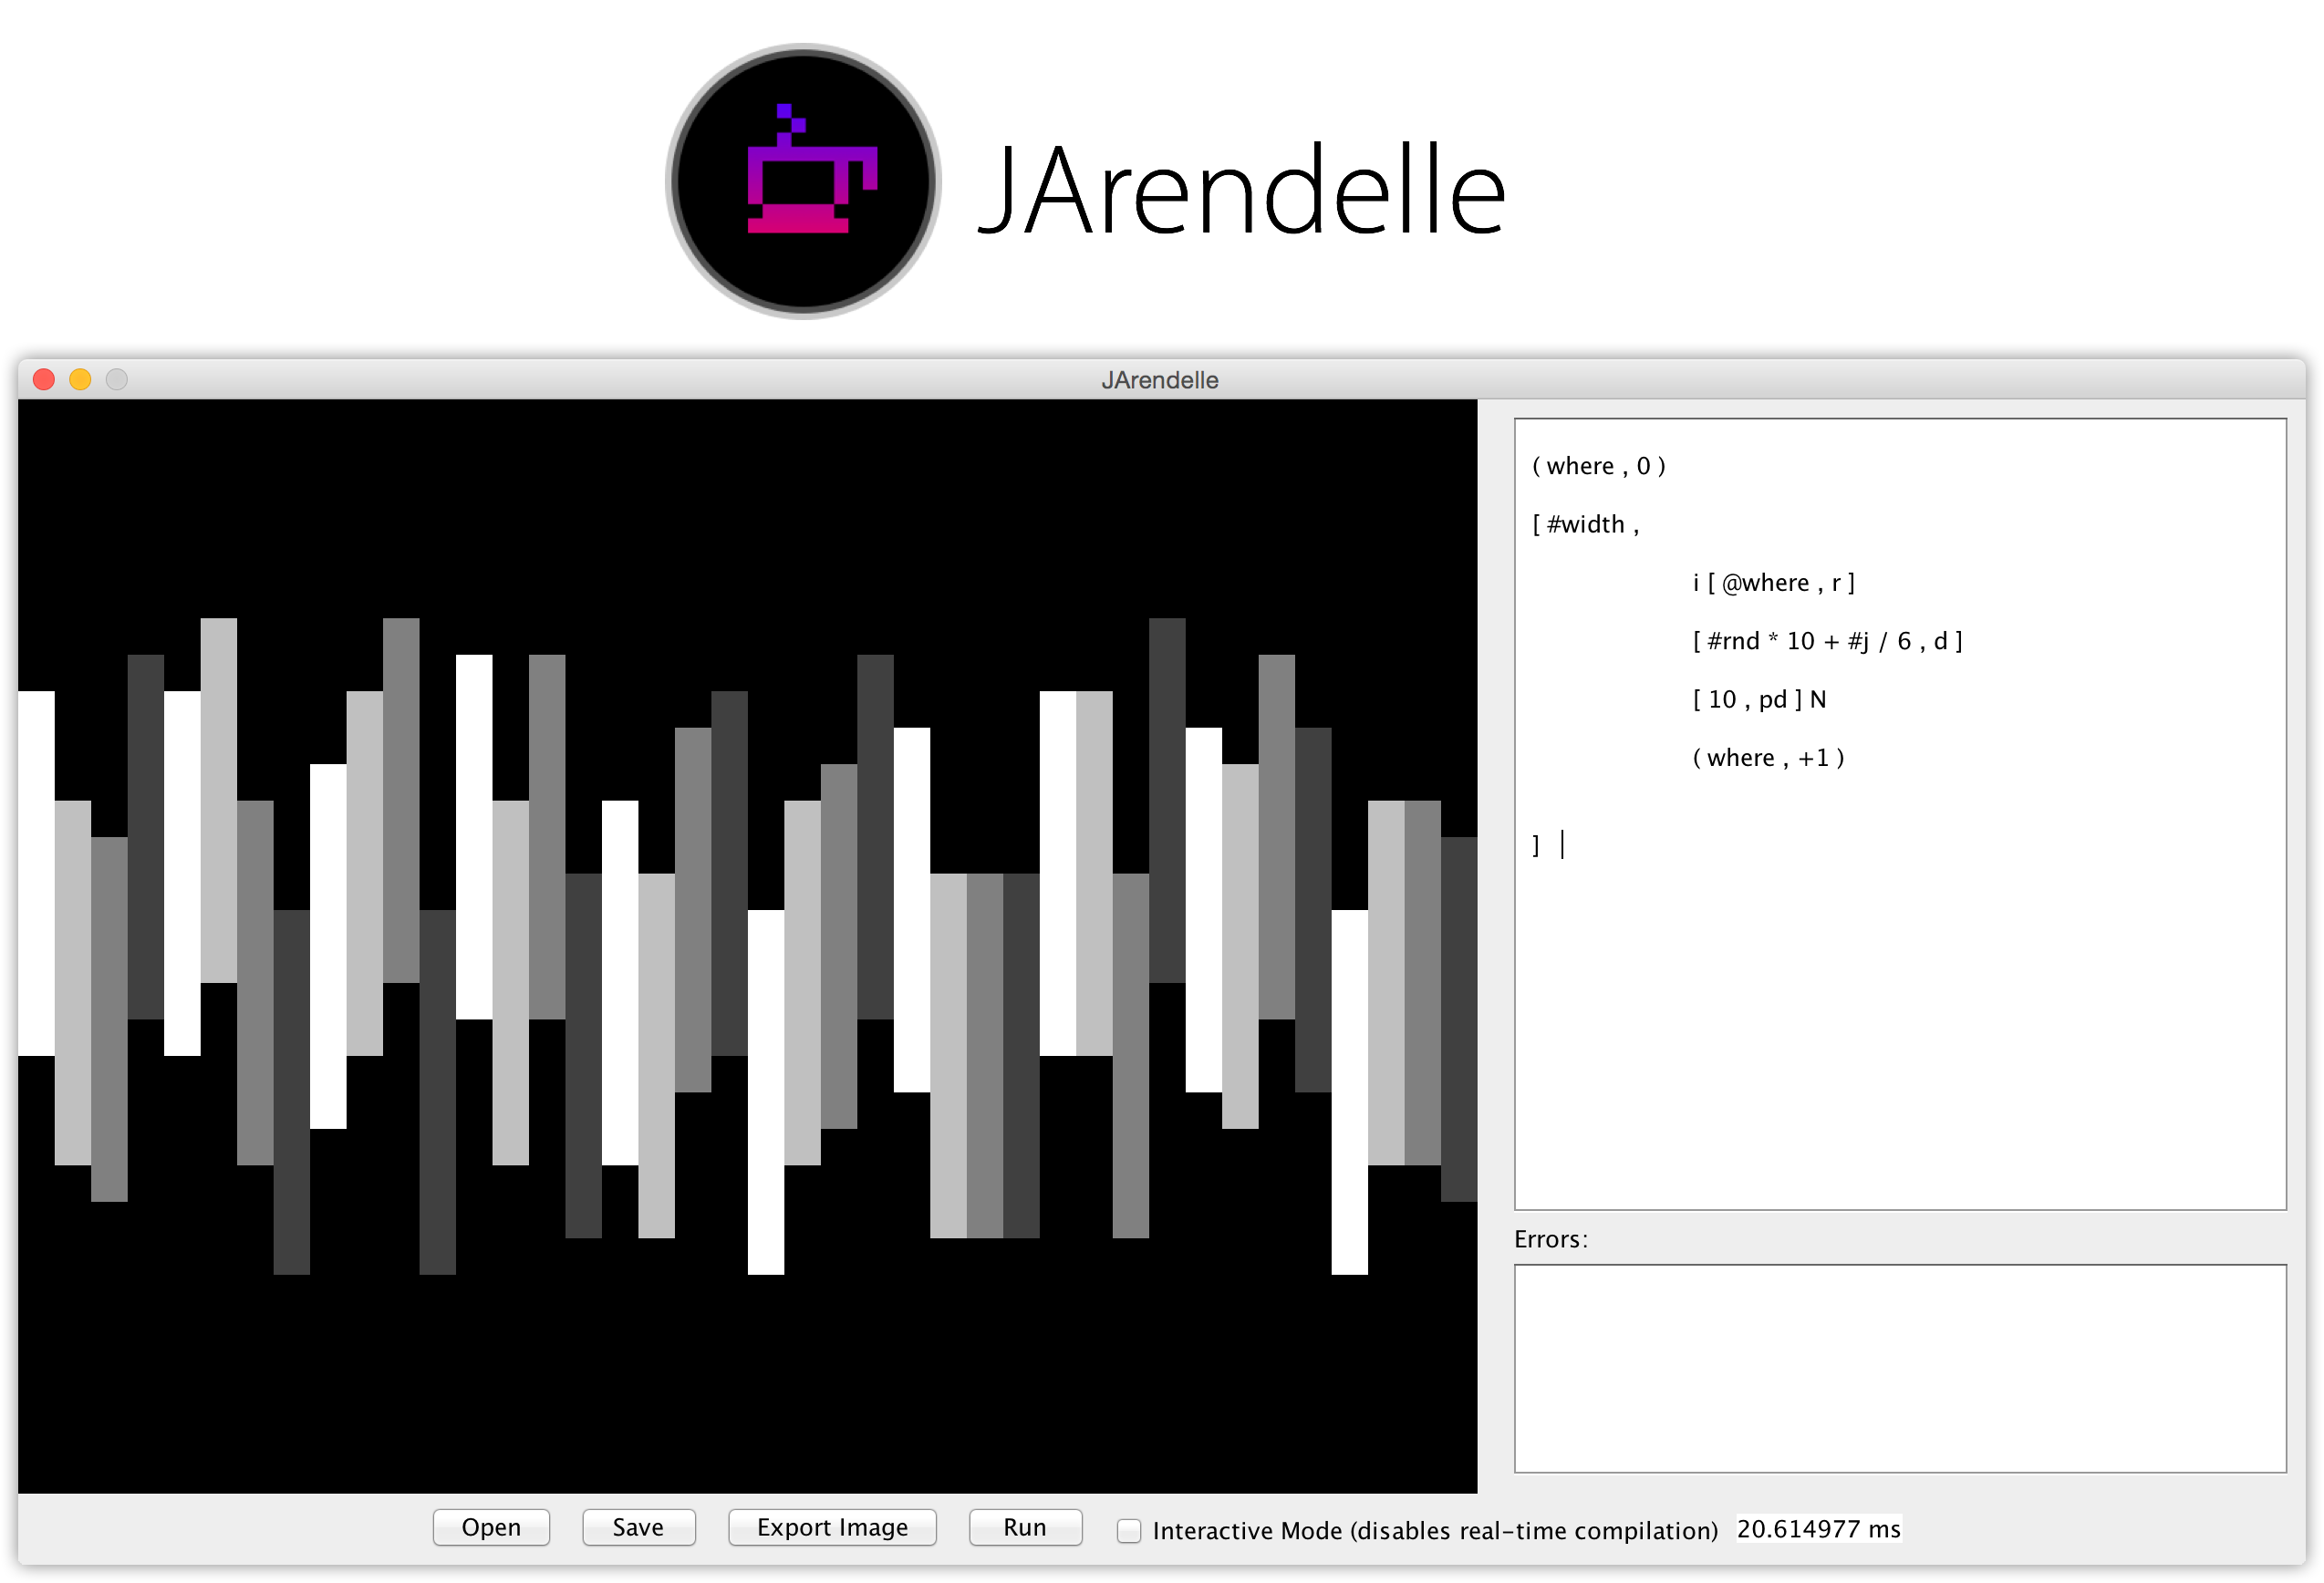 JArendelle
JArendelle
( where , 0 )
[ #width ,
i [ @where , r ]
[ #rnd * 10 + #j / 6 , d ]
[ 10 , pd ] N
( where , +1 )
]
Errors:
Open Save Export Image Run Interactive Mode (disables real-time compilation) 20.614977 ms